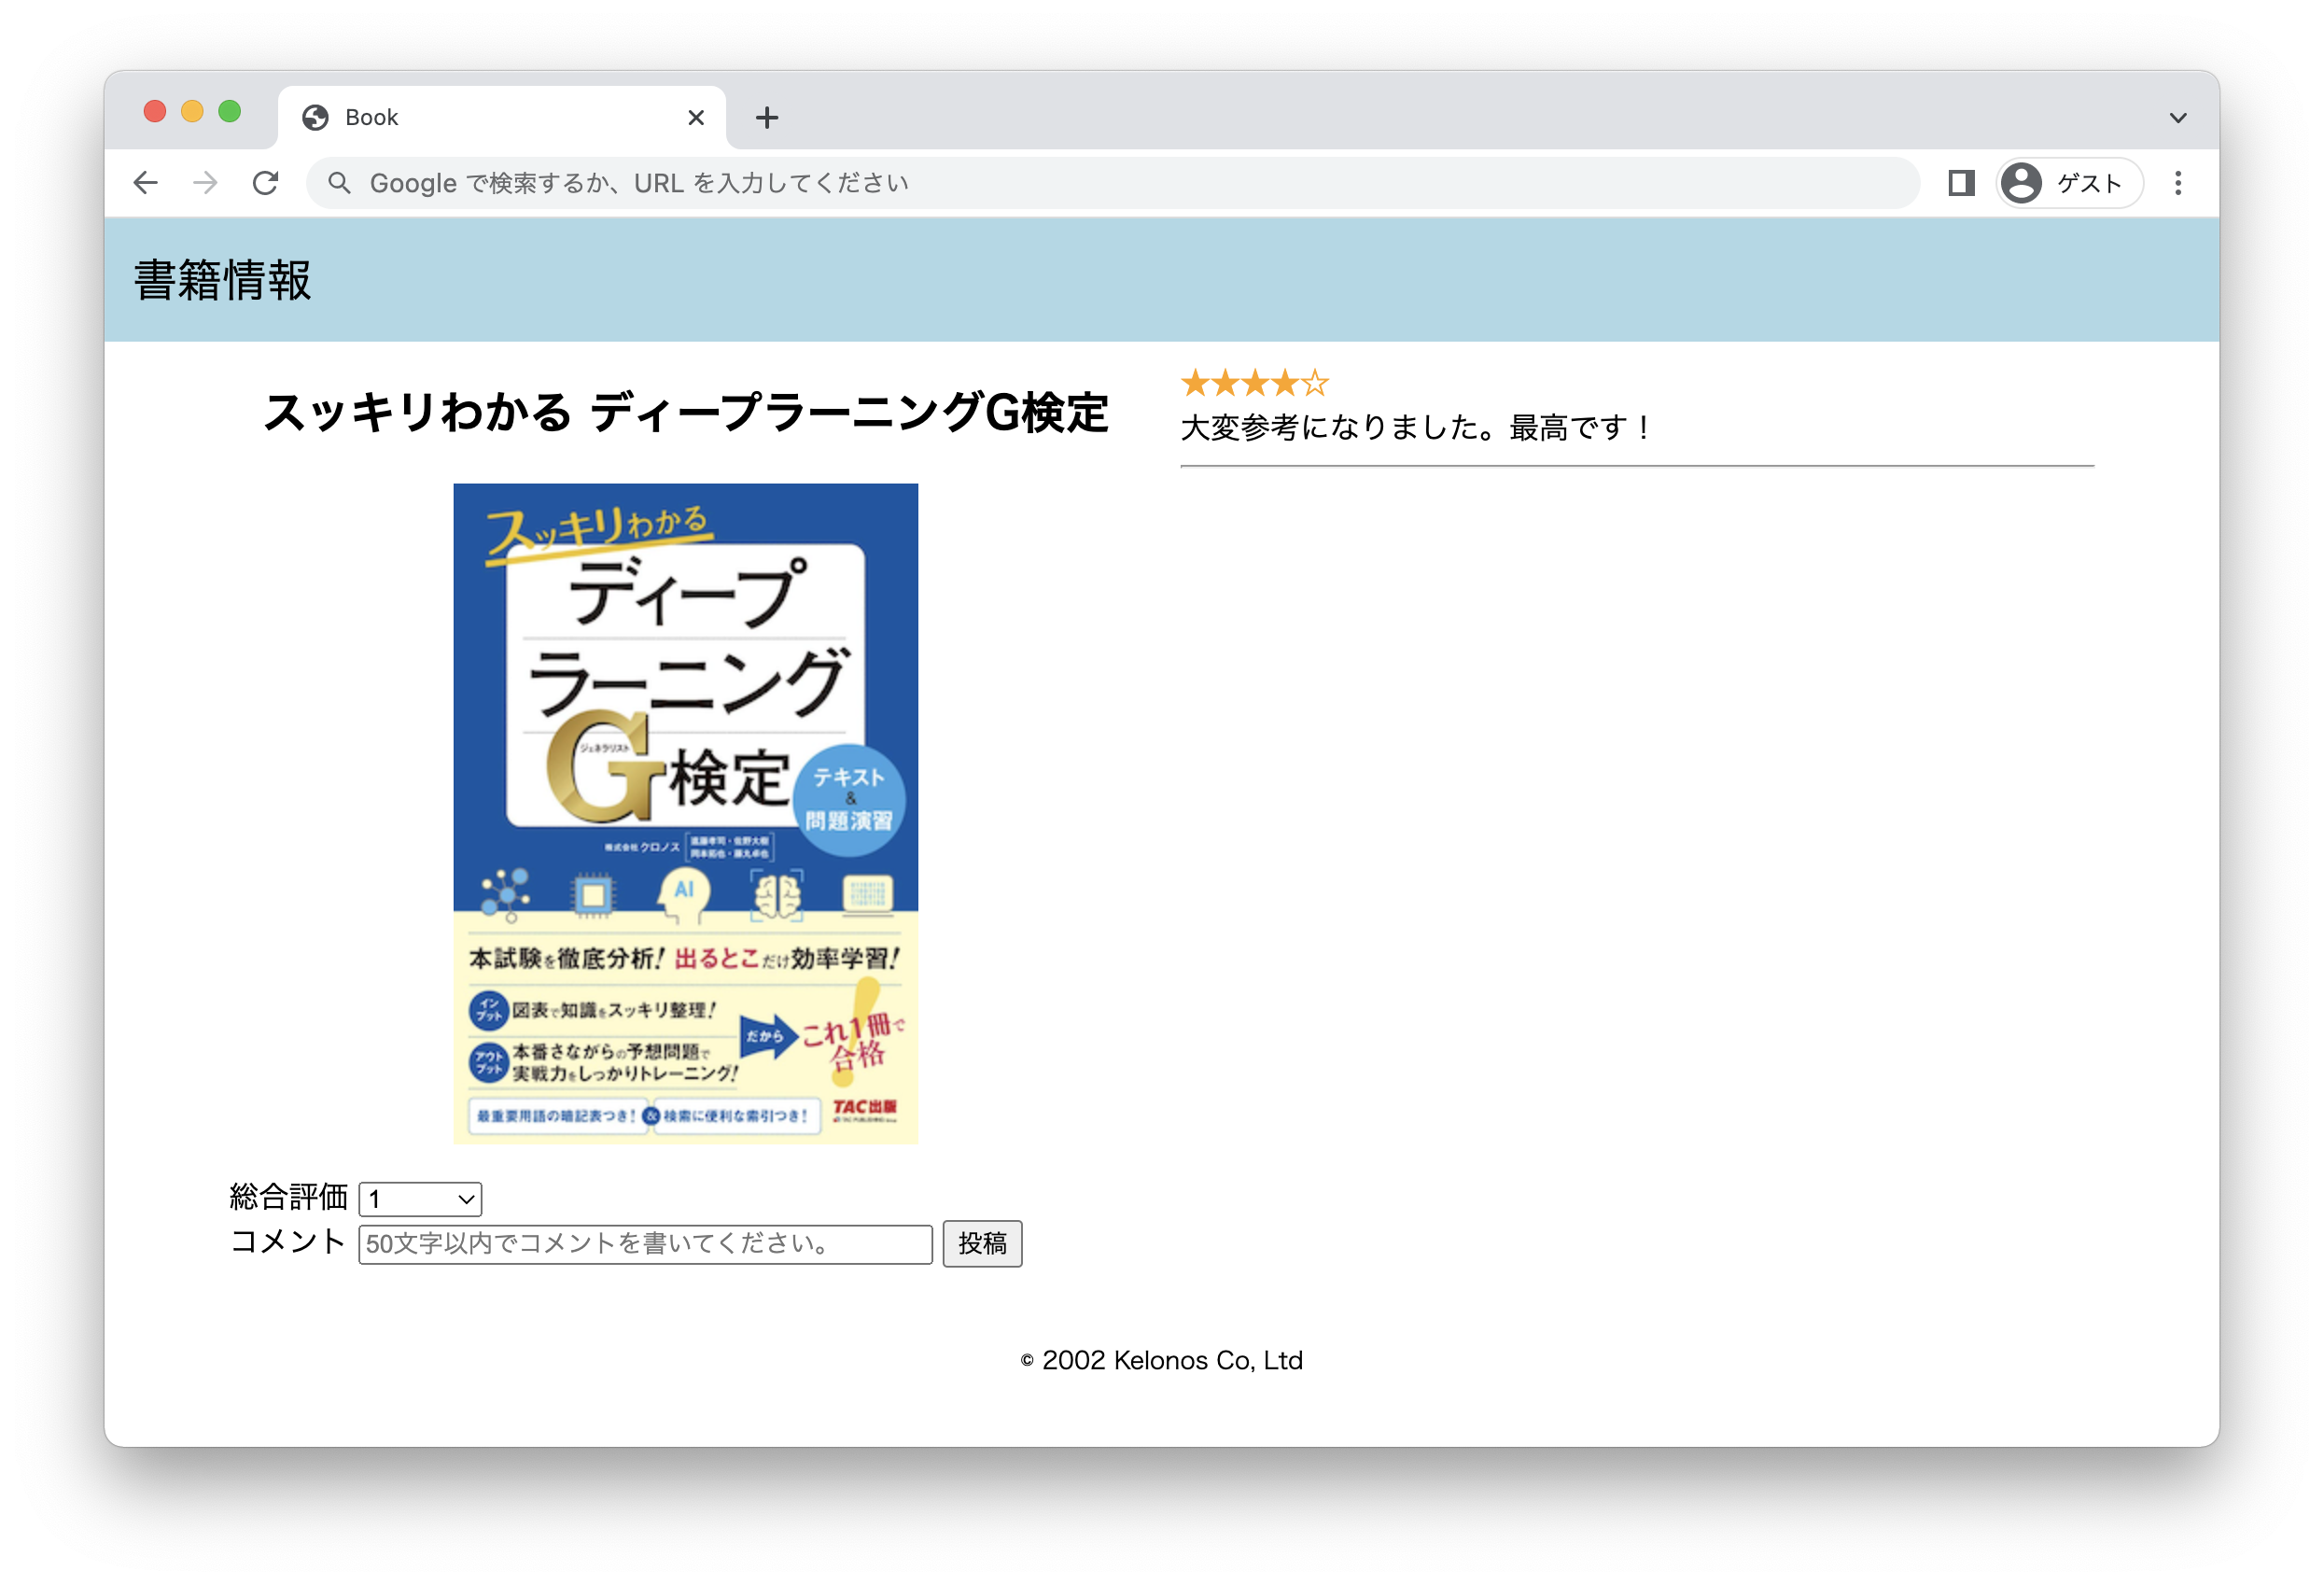 Book
Google で検索するか、URL を入力してください
ゲスト
書籍情報
スッキリわかる ディープラーニングG検定
スッキリわかる
ディープ
ラーニング
ジェネラリスト
G検定
テキスト
&
問題演習
株式会社クロノス
AI
本試験を徹底分析! 出るとこだけ効率学習!
イン
プット
図表で知識をスッキリ整理!
アウト
プット
本番さながらの予想問題で
実戦力をしっかりトレーニング!
だから
これ1冊で
合格
最重要用語の暗記表つき! & 検索に便利な索引つき!
TAC出版
総合評価 1
コメント 50文字以内でコメントを書いてください。 投稿
★★★★☆
大変参考になりました。最高です！
© 2002 Kelonos Co, Ltd